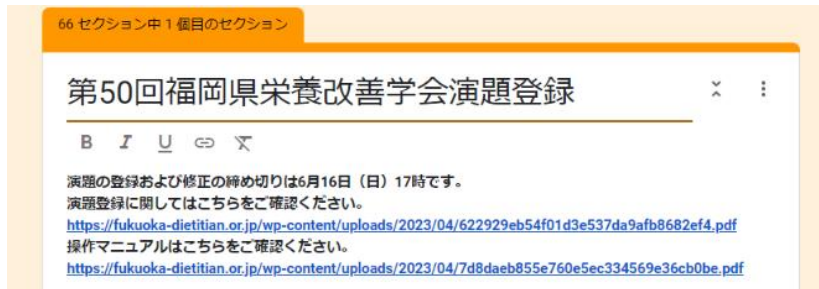 66 セクション中 1 個目のセクション
第50回福岡県栄養改善学会演題登録
B I U
演題の登録および修正の締め切りは6月16日（日）17時です。
演題登録に関してはこちらをご確認ください。
https://fukuoka-dietitian.or.jp/wp-content/uploads/2023/04/622929eb54f01d3e537da9afb8682ef4.pdf
操作マニュアルはこちらをご確認ください。
https://fukuoka-dietitian.or.jp/wp-content/uploads/2023/04/7d8daeb855e760e5ec334569e36cb0be.pdf